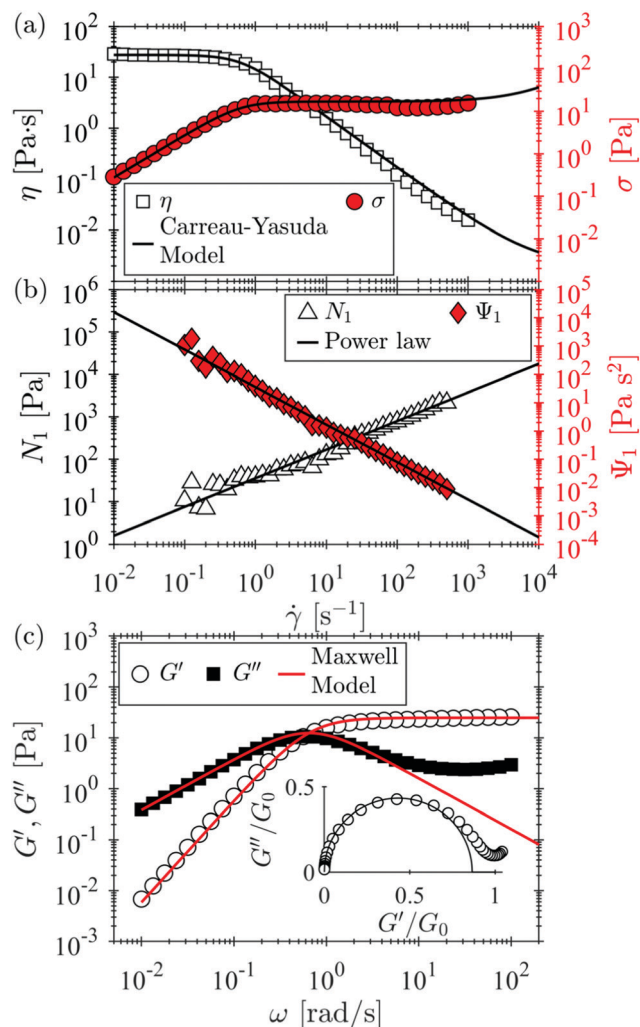 (a)
10^2
10^0
10^-1
10^-2
η [Pa·s]
10^3
10^2
10^1
10^0
10^-1
10^-2
σ [Pa]
η σ
Carreau-Yasuda
Model
(b)
10^6
10^5
10^4
10^3
10^2
10^1
10^0
N_1 [Pa]
10^5
10^4
10^3
10^2
10^1
10^0
10^-1
10^-2
10^-3
10^-4
Ψ_1 [Pa s^2]
N_1 Ψ_1
Power law
10^-2 10^-1 10^0 10^1 10^2 10^3 10^4
γ̇ [s^-1]
(c)
10^3
10^2
10^1
10^0
10^-1
10^-2
10^-3
G′, G″ [Pa]
G′ G″ Maxwell
Model
0.5
0
G″/G_0
0 0.5 1
G′/G_0
10^-2 10^-1 10^0 10^1 10^2
ω [rad/s]